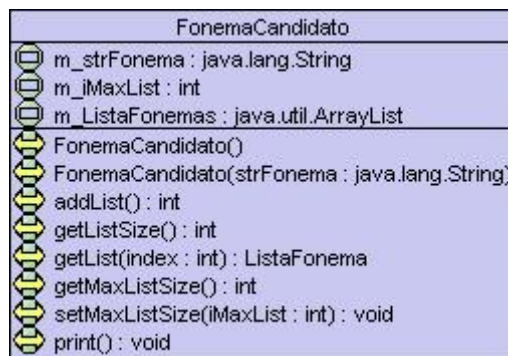 FonemaCandidato
m_strFonema : java.lang.String
m_iMaxList : int
m_ListaFonemas : java.util.ArrayList
FonemaCandidato()
FonemaCandidato(strFonema : java.lang.String)
addList() : int
getListSize() : int
getList(index : int) : ListaFonema
getMaxListSize() : int
setMaxListSize(iMaxList : int) : void
print() : void